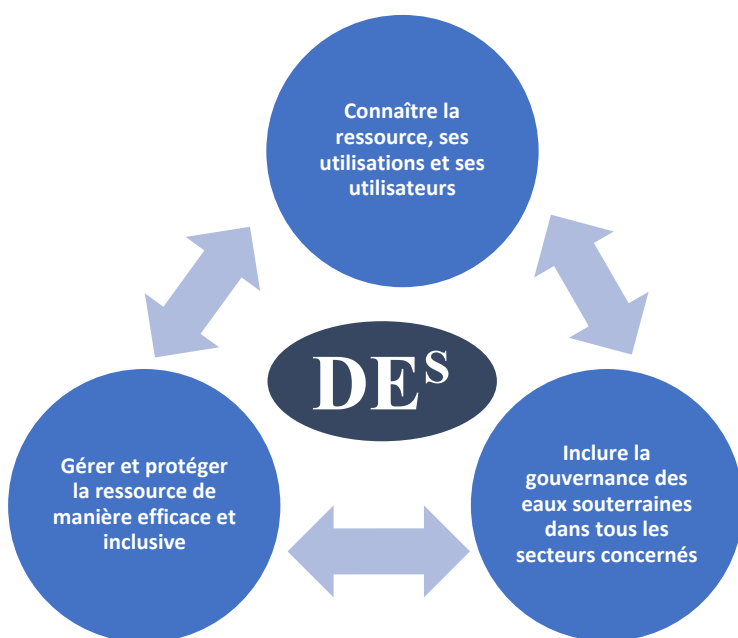 Connaître la
ressource, ses
utilisations et ses
utilisateurs
DES
Gérer et protéger
la ressource de
manière efficace et
inclusive
Inclure la
gouvernance des
eaux souterraines
dans tous les
secteurs concernés